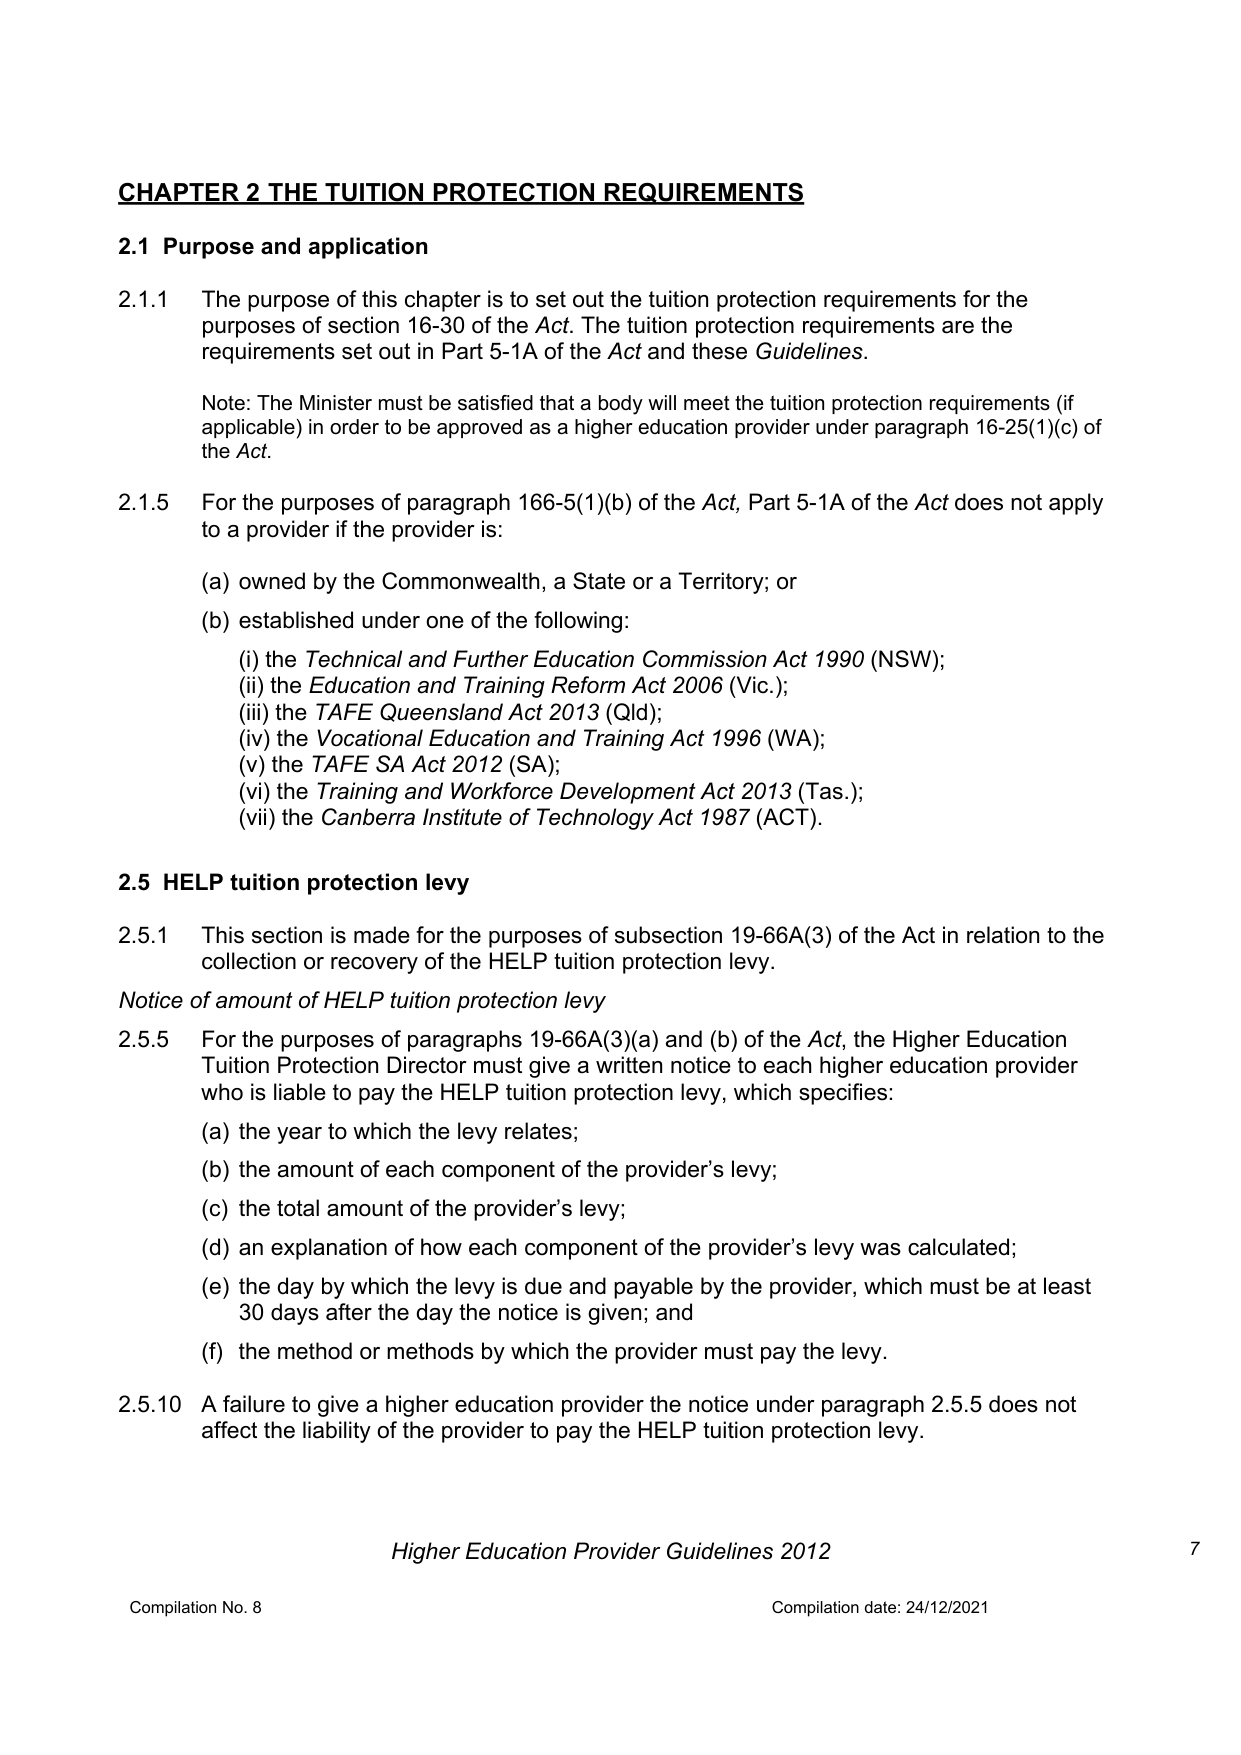 CHAPTER 2 THE TUITION PROTECTION REQUIREMENTS
2.1 Purpose and application
2.1.1 The purpose of this chapter is to set out the tuition protection requirements for the
purposes of section 16-30 of the Act. The tuition protection requirements are the
requirements set out in Part 5-1A of the Act and these Guidelines.
Note: The Minister must be satisfied that a body will meet the tuition protection requirements (if
applicable) in order to be approved as a higher education provider under paragraph 16-25(1)(c) of
the Act.
2.1.5 For the purposes of paragraph 166-5(1)(b) of the Act, Part 5-1A of the Act does not apply
to a provider if the provider is:
(a) owned by the Commonwealth, a State or a Territory; or
(b) established under one of the following:
(i) the Technical and Further Education Commission Act 1990 (NSW);
(ii) the Education and Training Reform Act 2006 (Vic.);
(iii) the TAFE Queensland Act 2013 (Qld);
(iv) the Vocational Education and Training Act 1996 (WA);
(v) the TAFE SA Act 2012 (SA);
(vi) the Training and Workforce Development Act 2013 (Tas.);
(vii) the Canberra Institute of Technology Act 1987 (ACT).
2.5 HELP tuition protection levy
2.5.1 This section is made for the purposes of subsection 19-66A(3) of the Act in relation to the
collection or recovery of the HELP tuition protection levy.
Notice of amount of HELP tuition protection levy
2.5.5 For the purposes of paragraphs 19-66A(3)(a) and (b) of the Act, the Higher Education
Tuition Protection Director must give a written notice to each higher education provider
who is liable to pay the HELP tuition protection levy, which specifies:
(a) the year to which the levy relates;
(b) the amount of each component of the provider’s levy;
(c) the total amount of the provider’s levy;
(d) an explanation of how each component of the provider’s levy was calculated;
(e) the day by which the levy is due and payable by the provider, which must be at least
30 days after the day the notice is given; and
(f) the method or methods by which the provider must pay the levy.
2.5.10 A failure to give a higher education provider the notice under paragraph 2.5.5 does not
affect the liability of the provider to pay the HELP tuition protection levy.
Higher Education Provider Guidelines 2012 7
Compilation No. 8 Compilation date: 24/12/2021